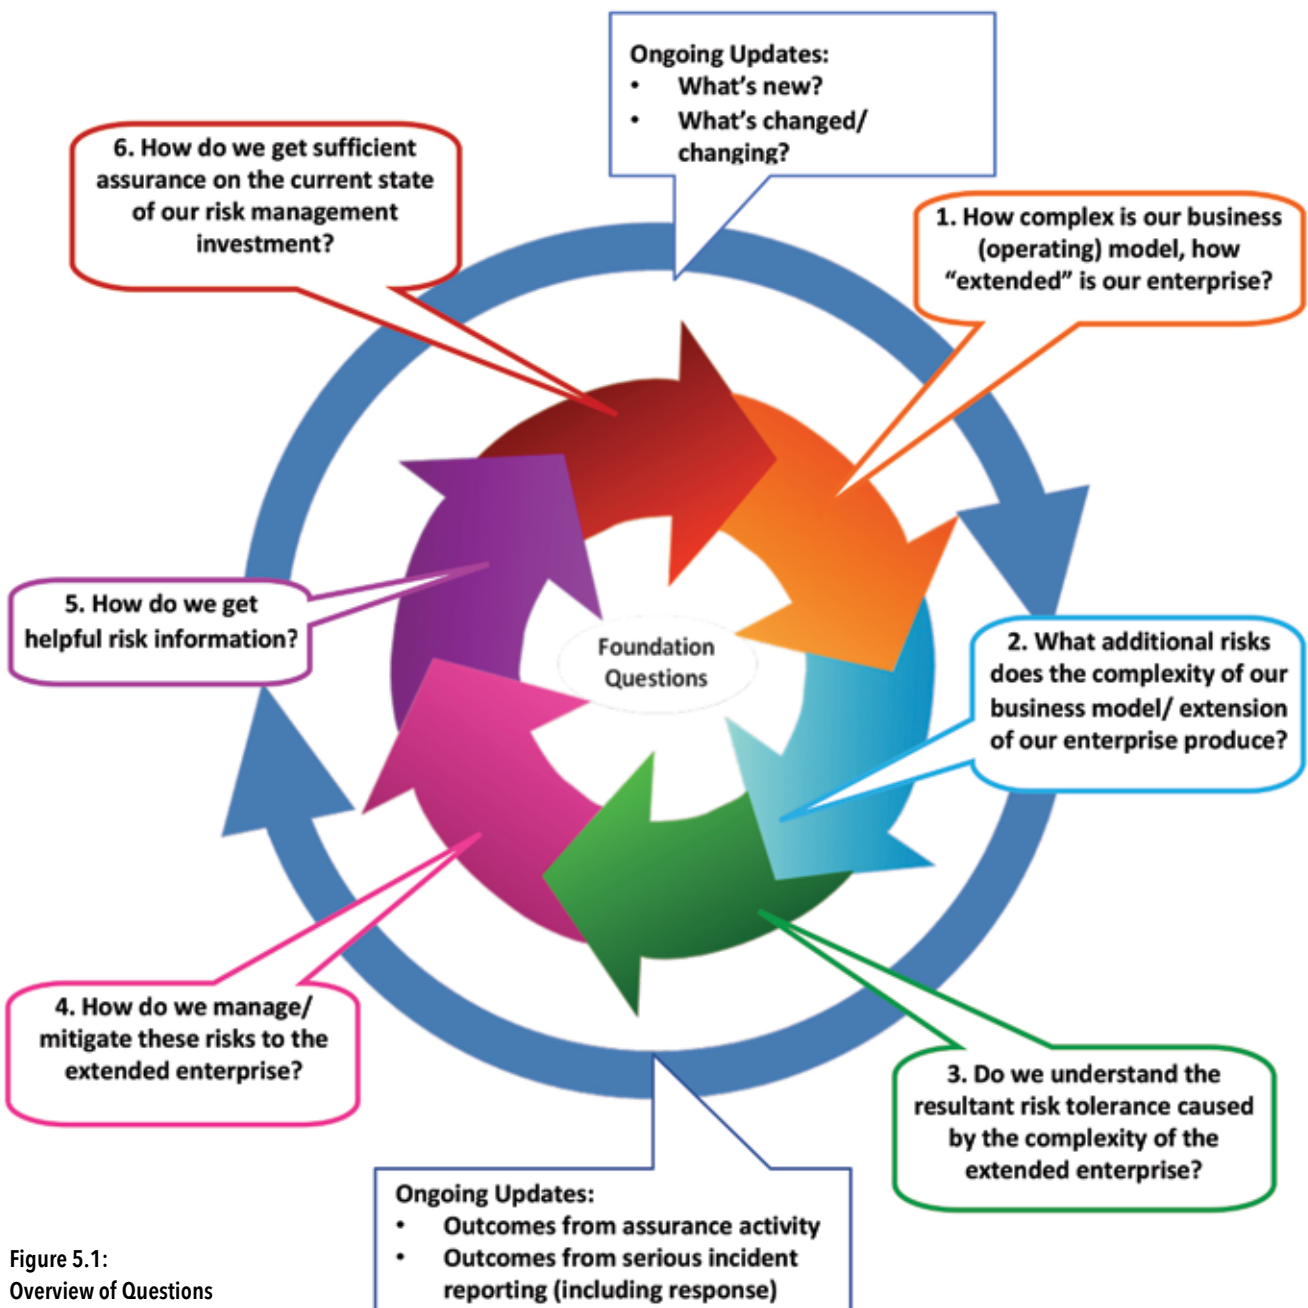 Ongoing Updates:
• What's new?
• What's changed/
changing?
6. How do we get sufficient
assurance on the current state
of our risk management
investment?
1. How complex is our business
(operating) model, how
“extended” is our enterprise?
5. How do we get
helpful risk information?
Foundation
Questions
2. What additional risks
does the complexity of our
business model/ extension
of our enterprise produce?
4. How do we manage/
mitigate these risks to the
extended enterprise?
3. Do we understand the
resultant risk tolerance caused
by the complexity of the
extended enterprise?
Ongoing Updates:
• Outcomes from assurance activity
• Outcomes from serious incident
reporting (including response)
Figure 5.1:
Overview of Questions